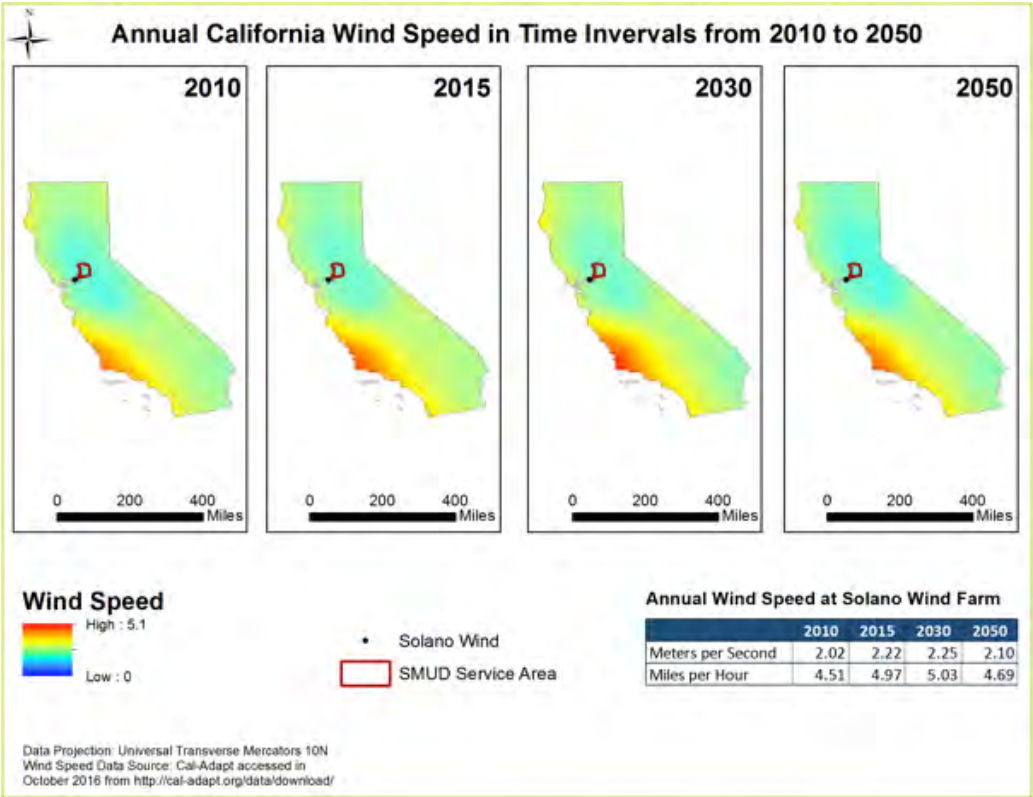 N
Annual California Wind Speed in Time Invervals from 2010 to 2050
2010
2015
2030
2050
0 200 400
Miles
0 200 400
Miles
0 200 400
Miles
0 200 400
Miles
Wind Speed
High : 5.1
Low : 0
Solano Wind
SMUD Service Area
Annual Wind Speed at Solano Wind Farm
2010 2015 2030 2050
Meters per Second 2.02 2.22 2.25 2.10
Miles per Hour 4.51 4.97 5.03 4.69
Data Projection: Universal Transverse Mercators 10N
Wind Speed Data Source: Cal-Adapt accessed in
October 2016 from http://cal-adapt.org/data/download/